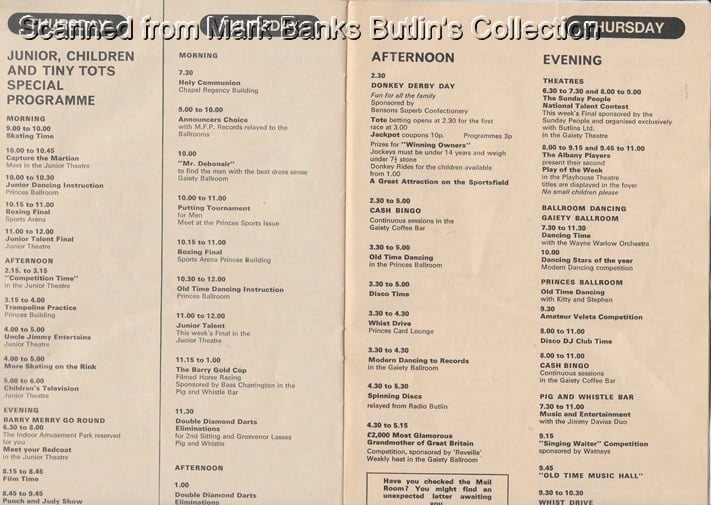 Scanned from Mark Banks Butlin's Collection
THURSDAY
JUNIOR, CHILDREN
AND TINY TOTS
SPECIAL
PROGRAMME
MORNING
9.00 to 10.00
Skating Time
10.00 to 10.45
Capture the Martian
Meet in the Junior Theatre
10.00 to 10.30
Junior Dancing Instruction
Princes Ballroom
10.15 to 11.00
Boxing Final
Sports Arena
11.00 to 12.00
Junior Talent Final
Junior Theatre
AFTERNOON
2.15. to 3.15
"Competition Time"
in the Junior Theatre
3.15 to 4.00
Trampoline Practice
Princes Building
4.00 to 5.00
Uncle Jimmy Entertains
Junior Theatre
4.00 to 5.00
More Skating on the Rink
5.00 to 6.00
Children's Television
Junior Theatre
EVENING
BARRY MERRY GO ROUND
6.30 to 8.00
The Indoor Amusement Park reserved
for you
Meet your Redcoat
in the Junior Theatre
8.15 to 8.45
Film Time
8.45 to 9.45
Punch and Judy Show
THURSDAY
MORNING
7.30
Holy Communion
Chapel Regency Building
9.00 to 10.00
Announcers Choice
with M.F.P. Records relayed to the
Ballrooms
10.00
"Mr. Debonair"
to find the man with the best dress sense
Gaiety Ballroom
10.00 to 11.00
Putting Tournament
for Men
Meet at the Princes Sports Issue
10.15 to 11.00
Boxing Final
Sports Arena Princes Building
10.30 to 12.00
Old Time Dancing Instruction
Princes Ballroom
11.00 to 12.00
Junior Talent
This week's Final in the
Junior Theatre
11.15 to 1.00
The Barry Gold Cup
Filmed Horse Racing
Sponsored by Bass Charrington in the
Pig and Whistle Bar
11.30
Double Diamond Darts
Eliminations
for 2nd Sitting and Grosvenor Lasses
Pig and Whistle
AFTERNOON
1.00
Double Diamond Darts
Eliminations
AFTERNOON
2.30
DONKEY DERBY DAY
Fun for all the family
Sponsored by
Bensons Superb Confectionery
Tote betting opens at 2.30 for the first
race at 3.00
Jackpot coupons 10p. Programmes 3p
Prizes for "Winning Owners"
Jockeys must be under 14 years and weigh
under 7½ stone
Donkey Rides for the children available
from 1.00
A Great Attraction on the Sportsfield
2.30 to 5.00
CASH BINGO
Continuous sessions in the
Gaiety Coffee Bar
3.30 to 5.00
Old Time Dancing
in the Princes Ballroom
3.30 to 5.00
Disco Time
3.30 to 4.30
Whist Drive
Princes Card Lounge
3.30 to 4.30
Modern Dancing to Records
in the Gaiety Ballroom
4.30 to 5.30
Spinning Discs
relayed from Radio Butlin
4.30 to 5.15
£2,000 Most Glamorous
Grandmother of Great Britain
Competition, sponsored by 'Reveille'
Weekly heat in the Gaiety Ballroom
Have you checked the Mail
Room? You might find an
unexpected letter awaiting
you
THURSDAY
EVENING
THEATRES
6.30 to 7.30 and 8.00 to 9.00
The Sunday People
National Talent Contest
This week's Final sponsored by the
Sunday People and organised exclusively
with Butlins Ltd.
in the Gaiety Theatre
8.00 to 9.15 and 9.45 to 11.00
The Albany Players
present their second
Play of the Week
in the Playhouse Theatre
titles are displayed in the foyer
No small children please
BALLROOM DANCING
GAIETY BALLROOM
7.30 to 11.30
Dancing Time
with the Wayne Warlow Orchestra
10.00
Dancing Stars of the year
Modern Dancing competition
PRINCES BALLROOM
Old Time Dancing
with Kitty and Stephen
9.30
Amateur Veleta Competition
8.00 to 11.00
Disco DJ Club Time
8.00 to 11.00
CASH BINGO
Continuous sessions
in the Gaiety Coffee Bar
PIG AND WHISTLE BAR
7.30 to 11.00
Music and Entertainment
with the Jimmy Davies Duo
9.15
"Singing Waiter" Competition
sponsored by Watneys
9.45
"OLD TIME MUSIC HALL"
9.30 to 10.30
WHIST DRIVE